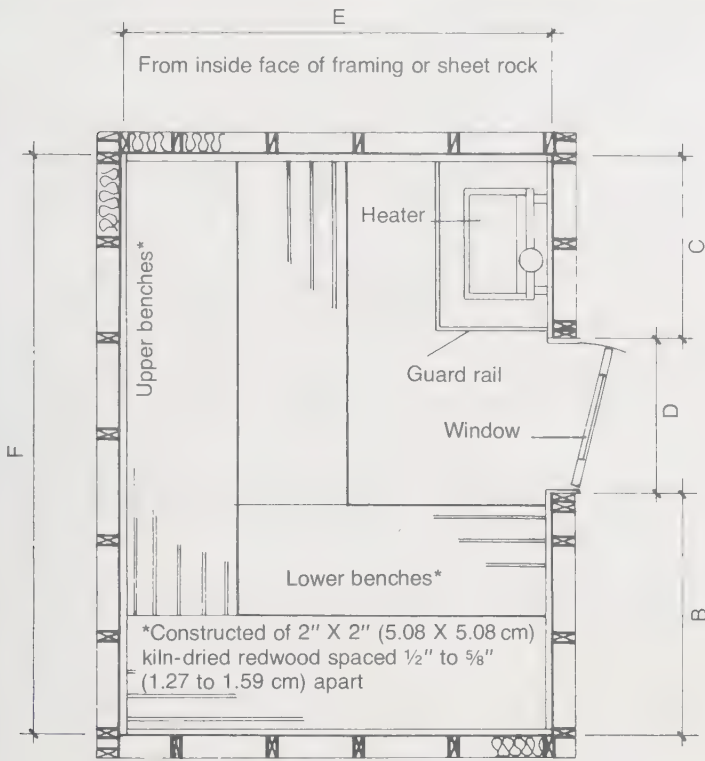 E
From inside face of framing or sheet rock
Heater
C
Upper benches*
Guard rail
D
Window
F
Lower benches*
B
*Constructed of 2" X 2" (5.08 X 5.08 cm)
kiln-dried redwood spaced ½" to ⅝"
(1.27 to 1.59 cm) apart